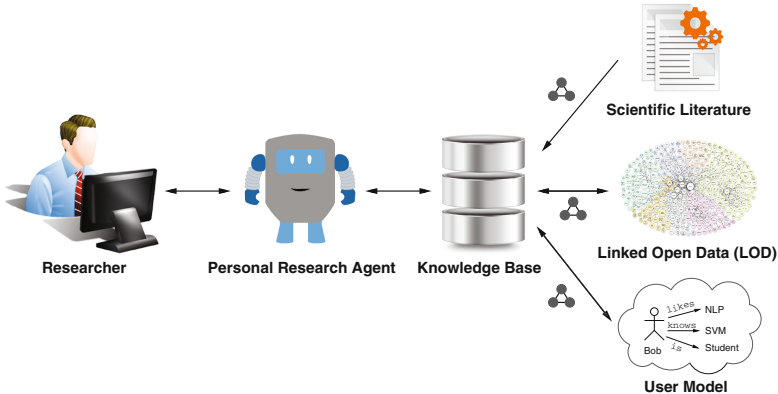 Scientific Literature
Researcher
Personal Research Agent
Knowledge Base
Linked Open Data (LOD)
likes
NLP
knows
SVM
is
Student
Bob
User Model